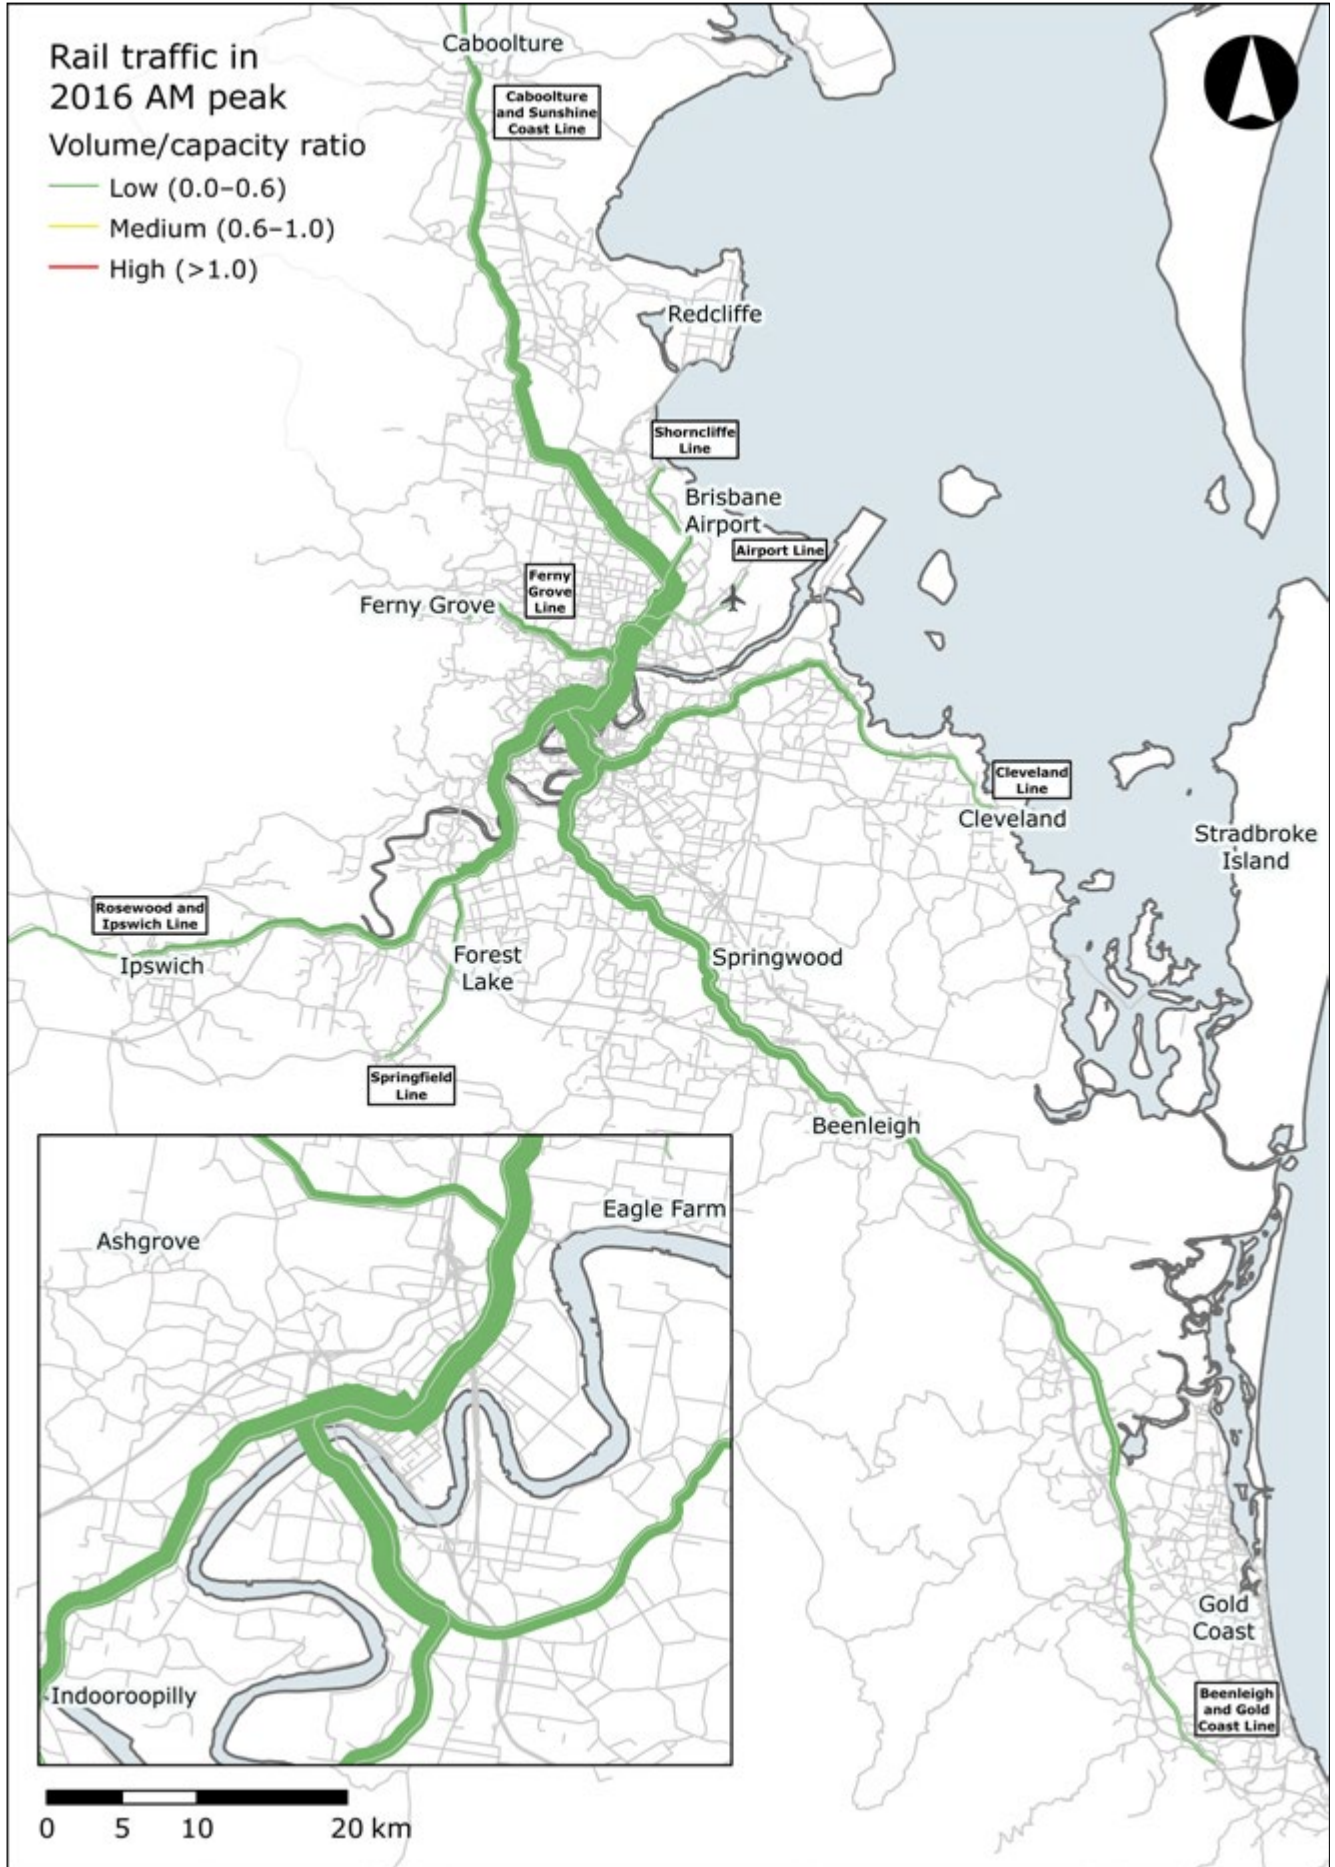 Rail traffic in
2016 AM peak
Volume/capacity ratio
Low (0.0–0.6)
Medium (0.6–1.0)
High (>1.0)
Caboolture
Caboolture
and Sunshine
Coast Line
Redcliffe
Shorncliffe
Line
Brisbane
Airport
Airport Line
Ferny
Grove
Line
Ferny Grove
Cleveland
Line
Cleveland
Stradbroke
Island
Rosewood and
Ipswich Line
Ipswich
Forest
Lake
Springwood
Springfield
Line
Beenleigh
Eagle Farm
Ashgrove
Indooroopilly
Gold
Coast
Beenleigh
and Gold
Coast Line
0 5 10 20 km